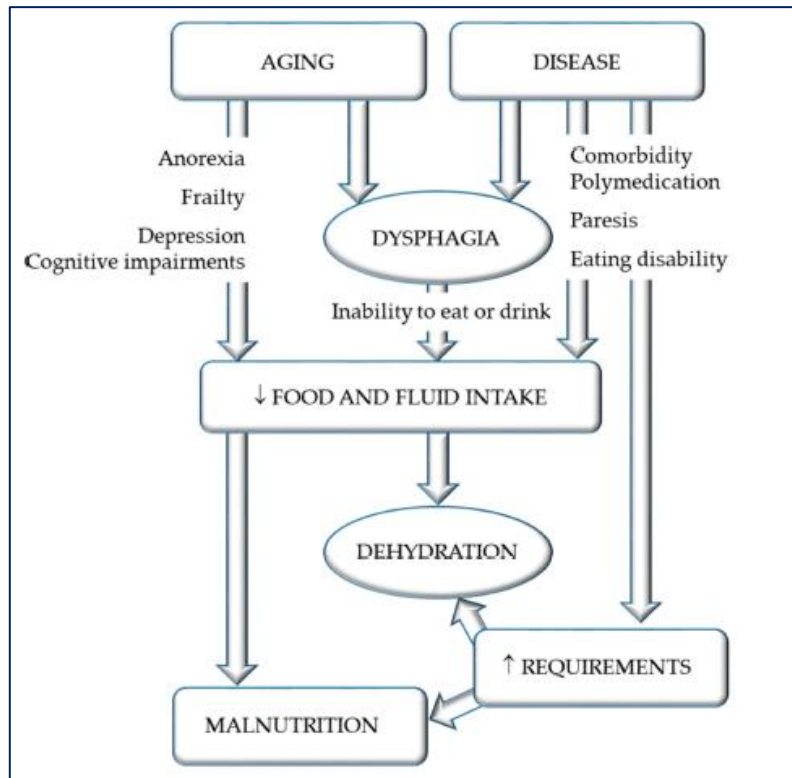 AGING
DISEASE
Anorexia
Frailty
Depression
Cognitive impairments
Comorbidity
Polymedication
Paresis
Eating disability
DYSPHAGIA
Inability to eat or drink
↓ FOOD AND FLUID INTAKE
DEHYDRATION
↑ REQUIREMENTS
MALNUTRITION